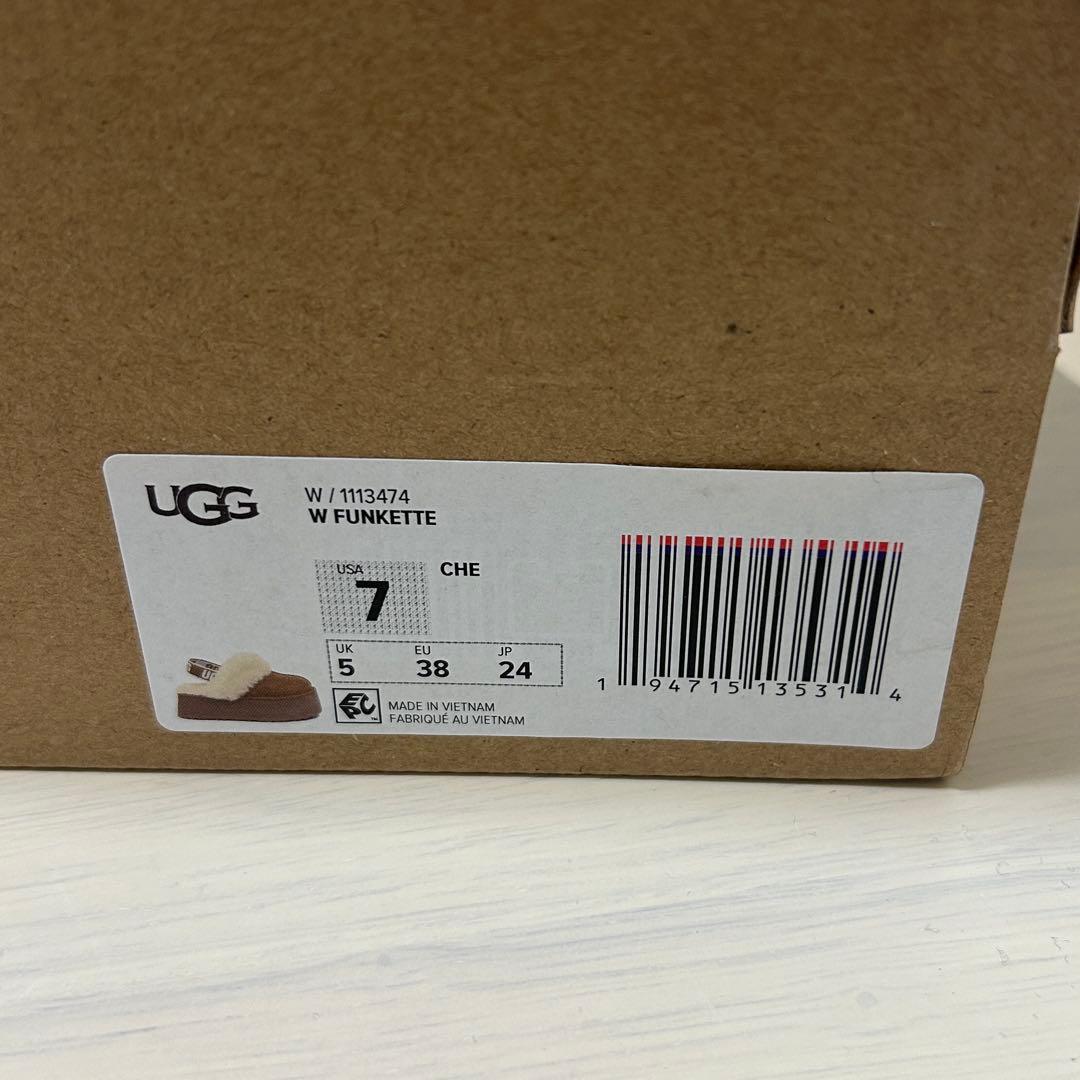 UGG
W / 1113474
W FUNKETTE
USA
7
CHE
UK EU JP
5 38 24
EPC™
MADE IN VIETNAM
FABRIQUÉ AU VIETNAM
1 94715 13531 4